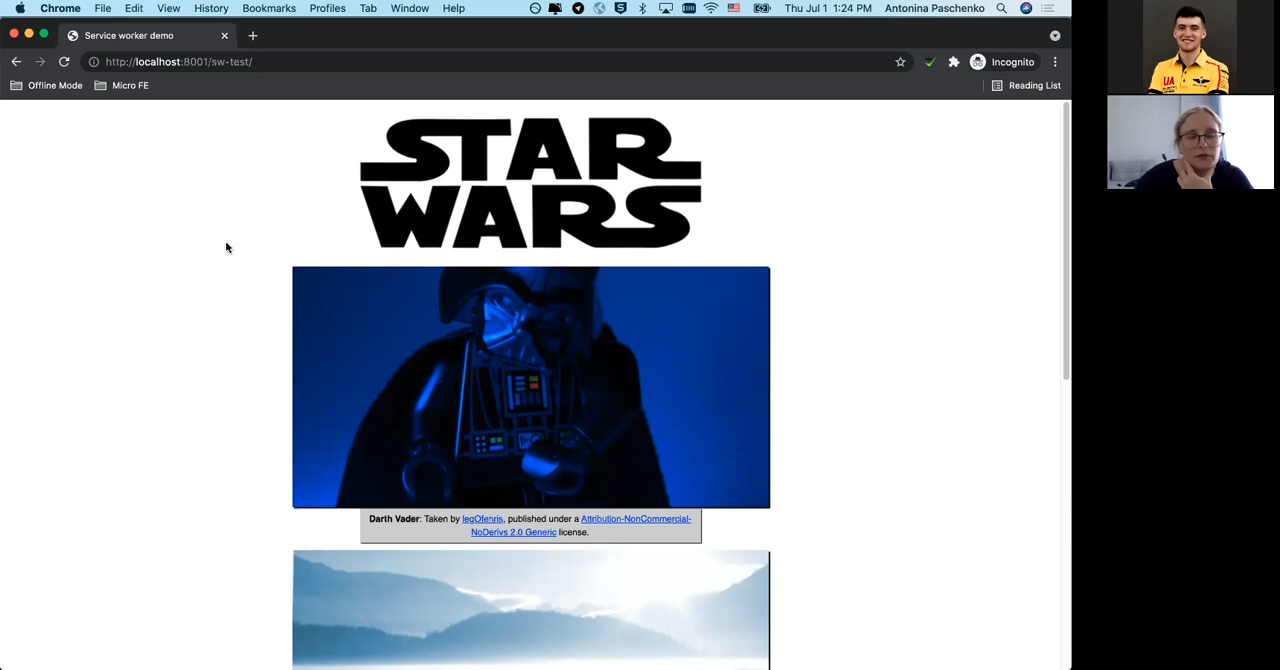 Chrome File Edit View History Bookmarks Profiles Tab Window Help Thu Jul 1 1:24 PM Antonina Paschenko
Service worker demo
http://localhost:8001/sw-test/ Incognito
Offline Mode Micro FE Reading List
STAR
WARS
Darth Vader: Taken by legOfenris, published under a Attribution-NonCommercial-
NoDerivs 2.0 Generic license.
UA